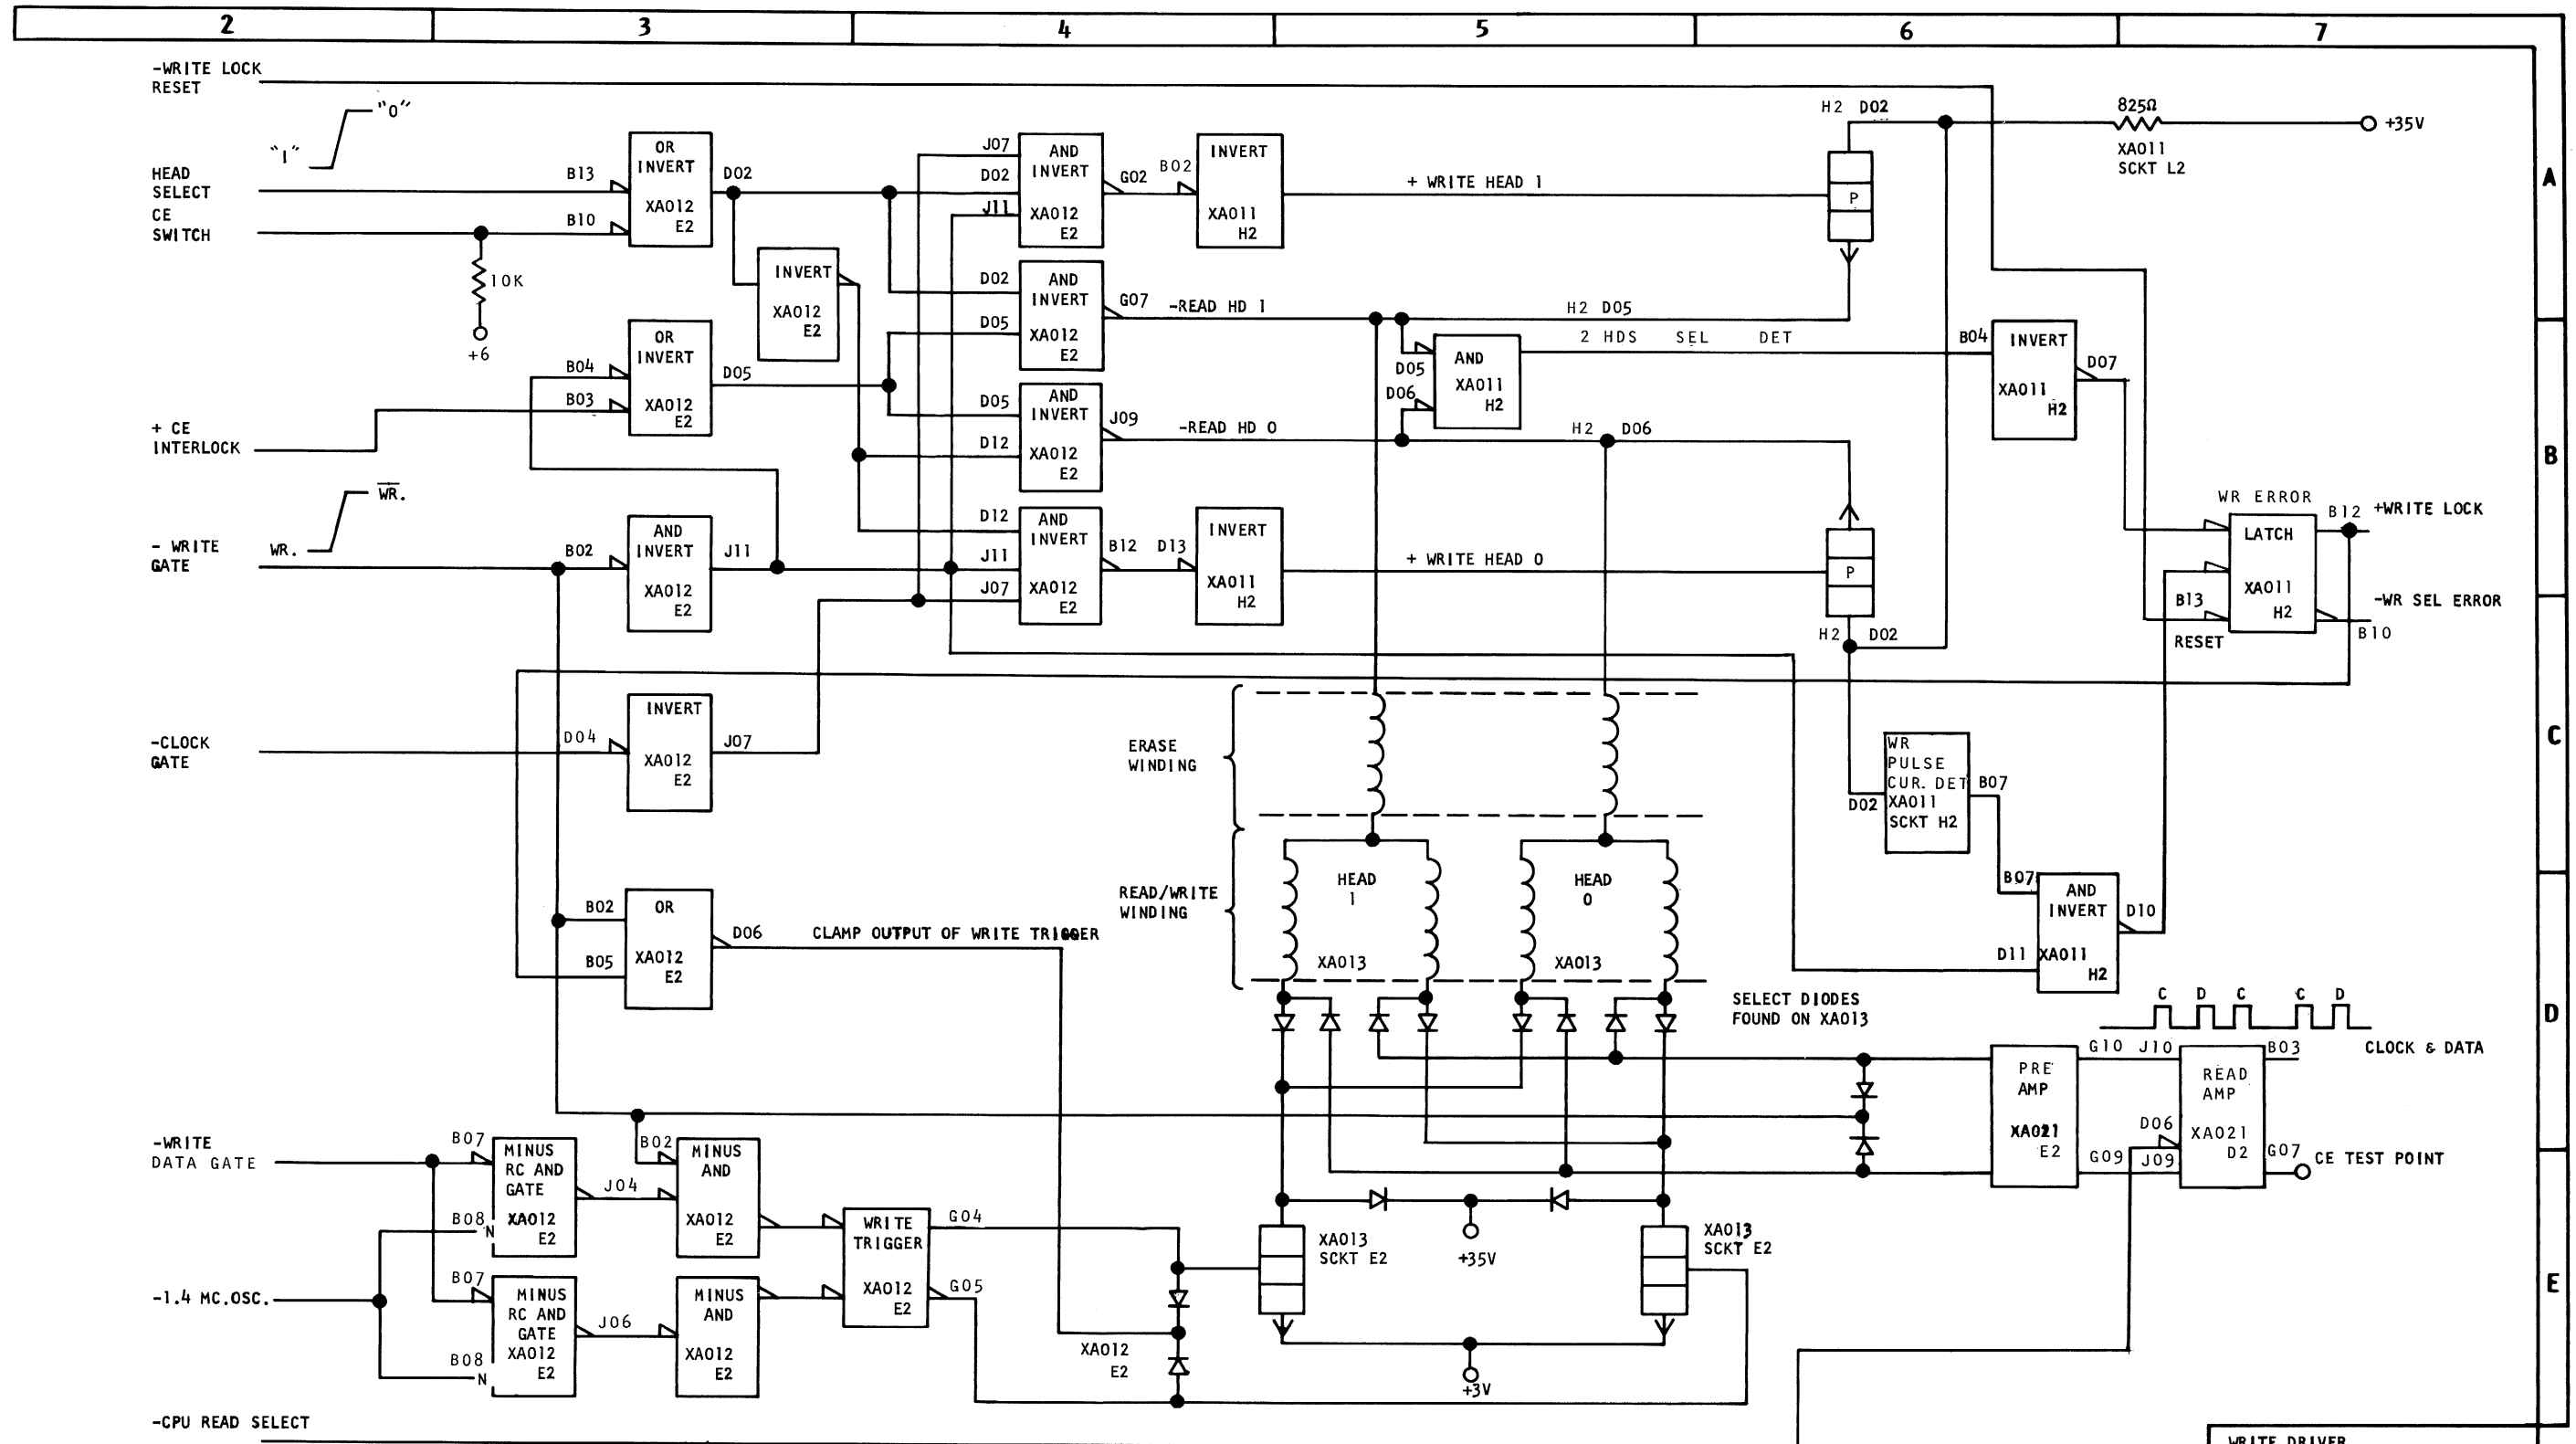 2 3 4 5 6 7
A
B
C
D
E
-WRITE LOCK
RESET
"0"
"1"
HEAD
SELECT
CE
SWITCH
B13
B10
OR
INVERT
XA012
E2
D02
10K
+6
INVERT
XA012
E2
J07
D02
J11
AND
INVERT
XA012
E2
G02
B02
INVERT
XA011
H2
+ WRITE HEAD 1
H2 D02
P
825Ω
XA011
SCKT L2
+35V
D02
D05
AND
INVERT
XA012
E2
G07
-READ HD 1
H2 D05
B04
B03
OR
INVERT
XA012
E2
D05
+ CE
INTERLOCK
D05
D12
AND
INVERT
XA012
E2
J09
-READ HD 0
D05
D06
AND
XA011
H2
2 HDS SEL DET
H2 D06
B04
INVERT
XA011
H2
D07
WR.
WR.
- WRITE
GATE
B02
AND
INVERT
XA012
E2
J11
D12
J11
J07
AND
INVERT
XA012
E2
B12
D13
INVERT
XA011
H2
+ WRITE HEAD 0
P
H2 D02
WR ERROR
LATCH
XA011
H2
B13
RESET
B12
+WRITE LOCK
-WR SEL ERROR
B10
-CLOCK
GATE
D04
INVERT
XA012
E2
J07
ERASE
WINDING
WR
PULSE
CUR. DET
XA011
SCKT H2
D02
B07
READ/WRITE
WINDING
HEAD
1
XA013
HEAD
0
XA013
B02
B05
OR
XA012
E2
D06
CLAMP OUTPUT OF WRITE TRIGGER
B07
D11
AND
INVERT
XA011
H2
D10
SELECT DIODES
FOUND ON XA013
C D C C D
CLOCK & DATA
PRE
AMP
XA021
E2
G10
G09
J10
J09
D06
READ
AMP
XA021
D2
B03
G07
CE TEST POINT
-WRITE
DATA GATE
B07
B08
N
MINUS
RC AND
GATE
XA012
E2
J04
B02
MINUS
AND
XA012
E2
WRITE
TRIGGER
XA012
E2
G04
G05
XA013
SCKT E2
+35V
XA013
SCKT E2
-1.4 MC.OSC.
B07
B08
N
MINUS
RC AND
GATE
XA012
E2
J06
MINUS
AND
XA012
E2
XA012
E2
+3V
-CPU READ SELECT
WRITE DRIVER